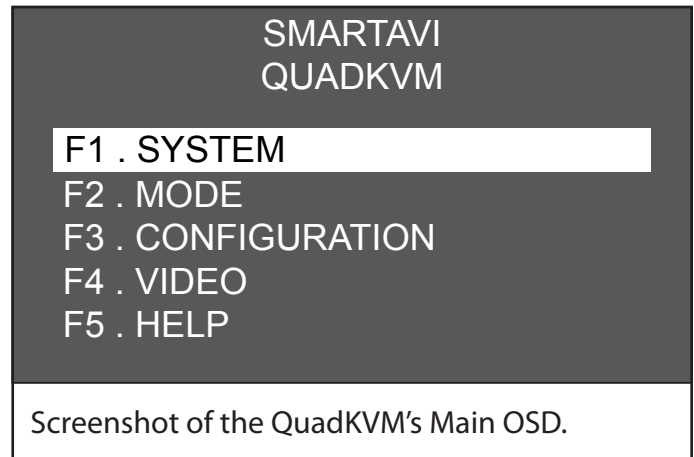 SMARTAVI
QUADKVM
F1 . SYSTEM
F2 . MODE
F3 . CONFIGURATION
F4 . VIDEO
F5 . HELP
Screenshot of the QuadKVM's Main OSD.